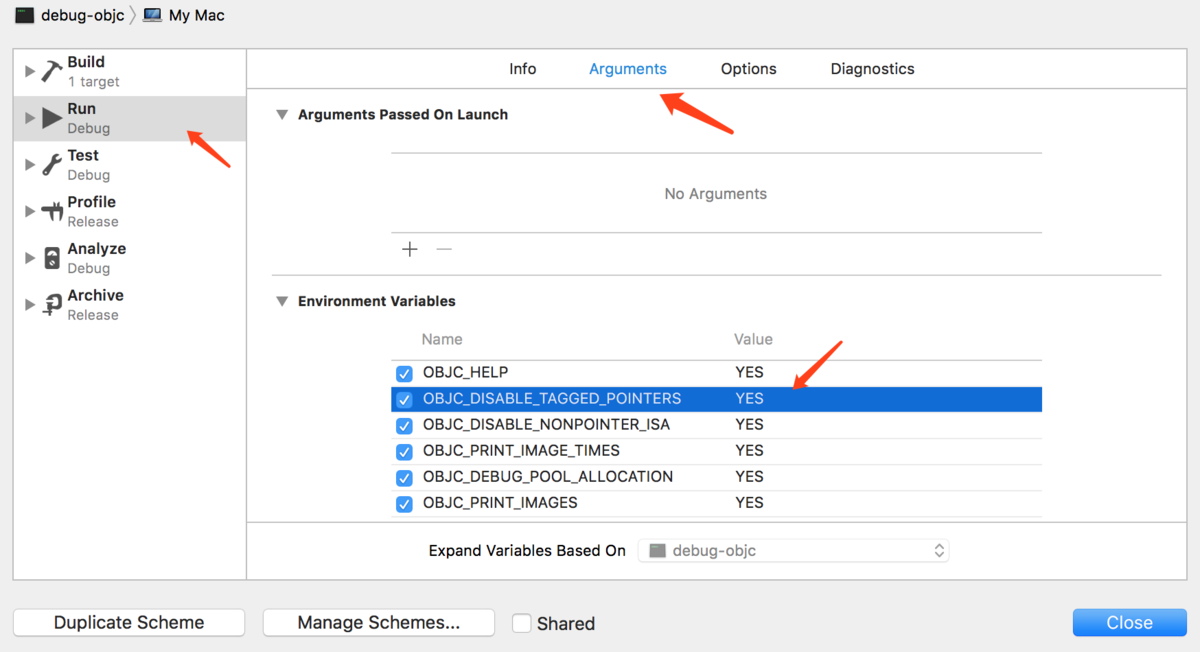 debug-objc My Mac
Build
1 target
Run
Debug
Test
Debug
Profile
Release
Analyze
Debug
Archive
Release
Info Arguments Options Diagnostics
Arguments Passed On Launch
No Arguments
Environment Variables
Name Value
OBJC_HELP YES
OBJC_DISABLE_TAGGED_POINTERS YES
OBJC_DISABLE_NONPOINTER_ISA YES
OBJC_PRINT_IMAGE_TIMES YES
OBJC_DEBUG_POOL_ALLOCATION YES
OBJC_PRINT_IMAGES YES
Expand Variables Based On debug-objc
Duplicate Scheme Manage Schemes... Shared Close